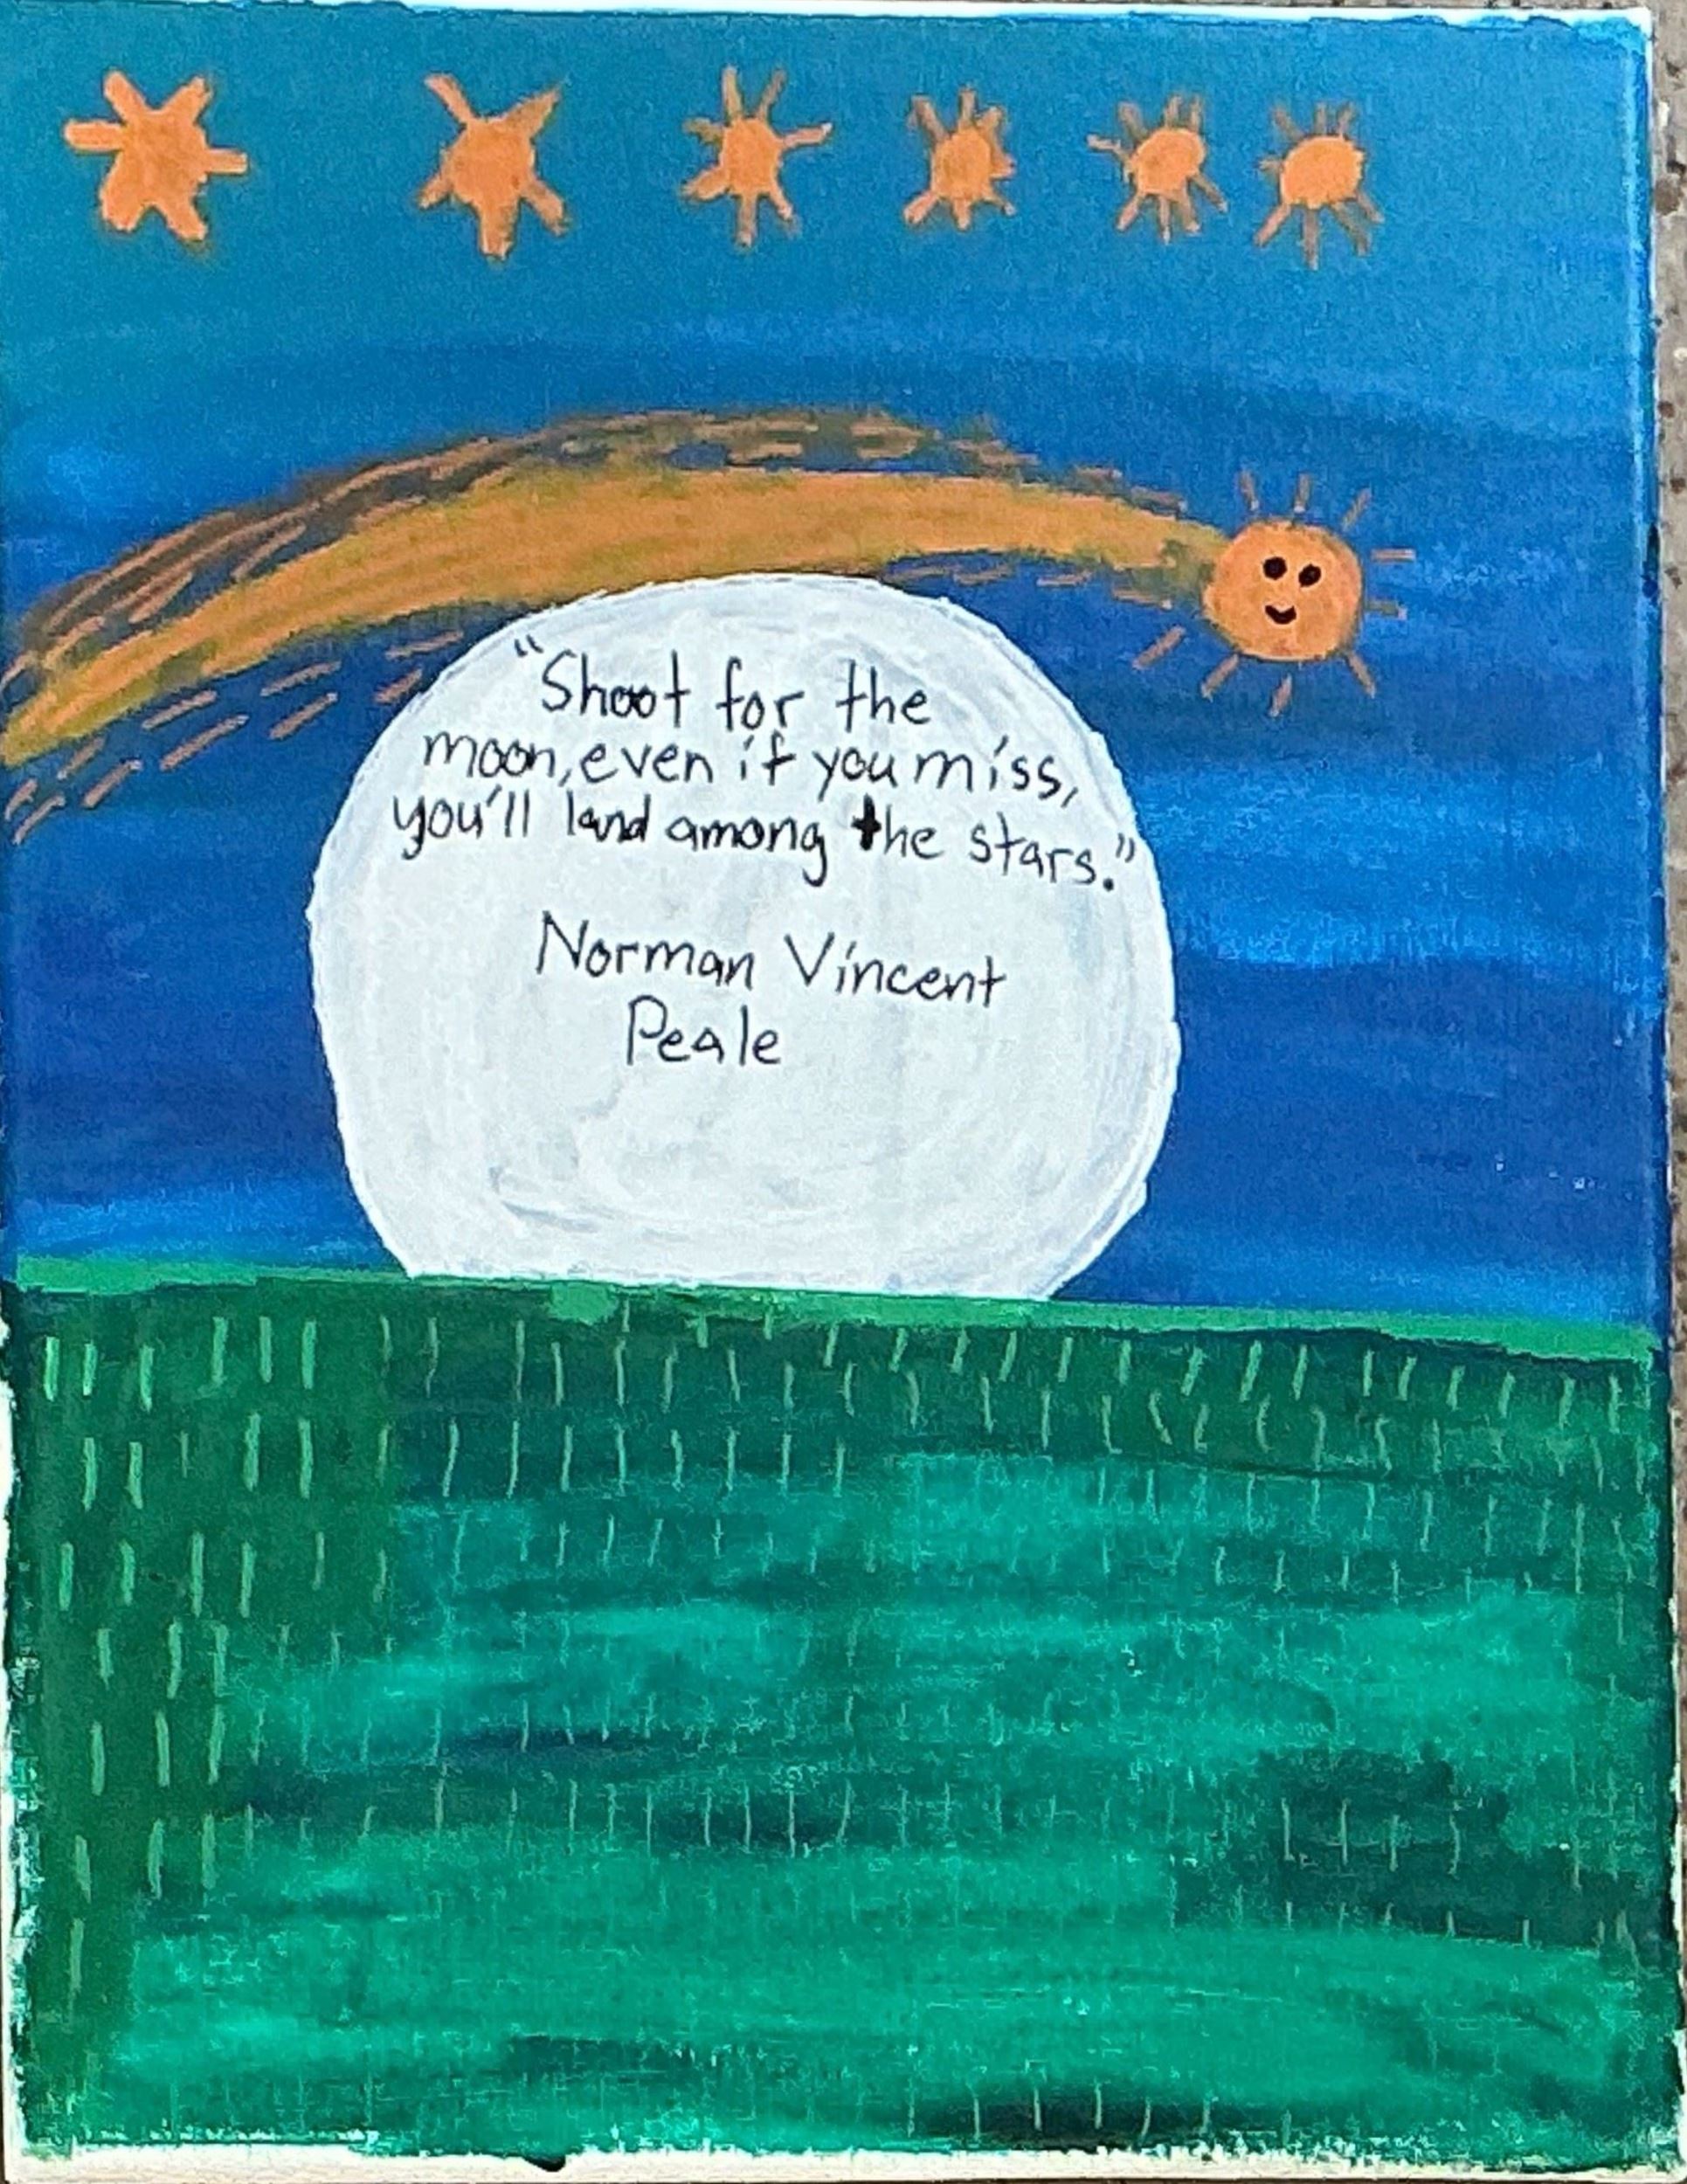 "Shoot for the
moon, even if you miss,
you'll land among the stars."
Norman Vincent
Peale